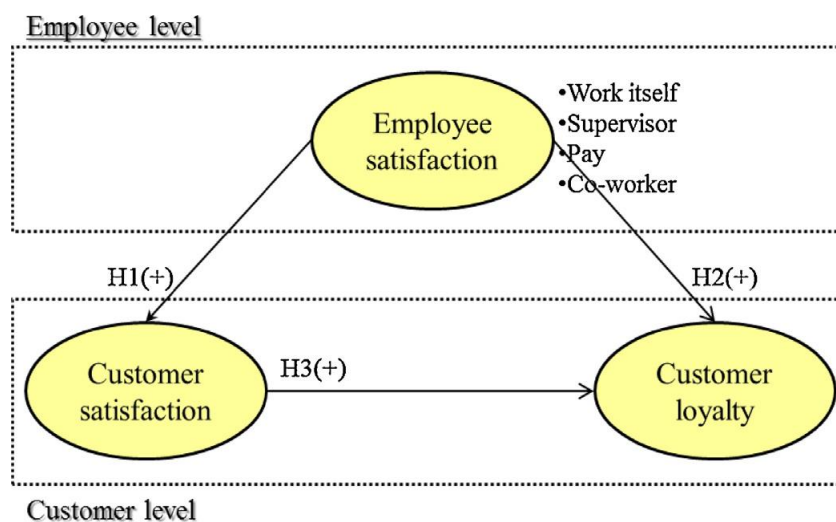 Employee level
Employee
satisfaction
•Work itself
•Supervisor
•Pay
•Co-worker
H1(+)
H2(+)
Customer
satisfaction
H3(+)
Customer
loyalty
Customer level